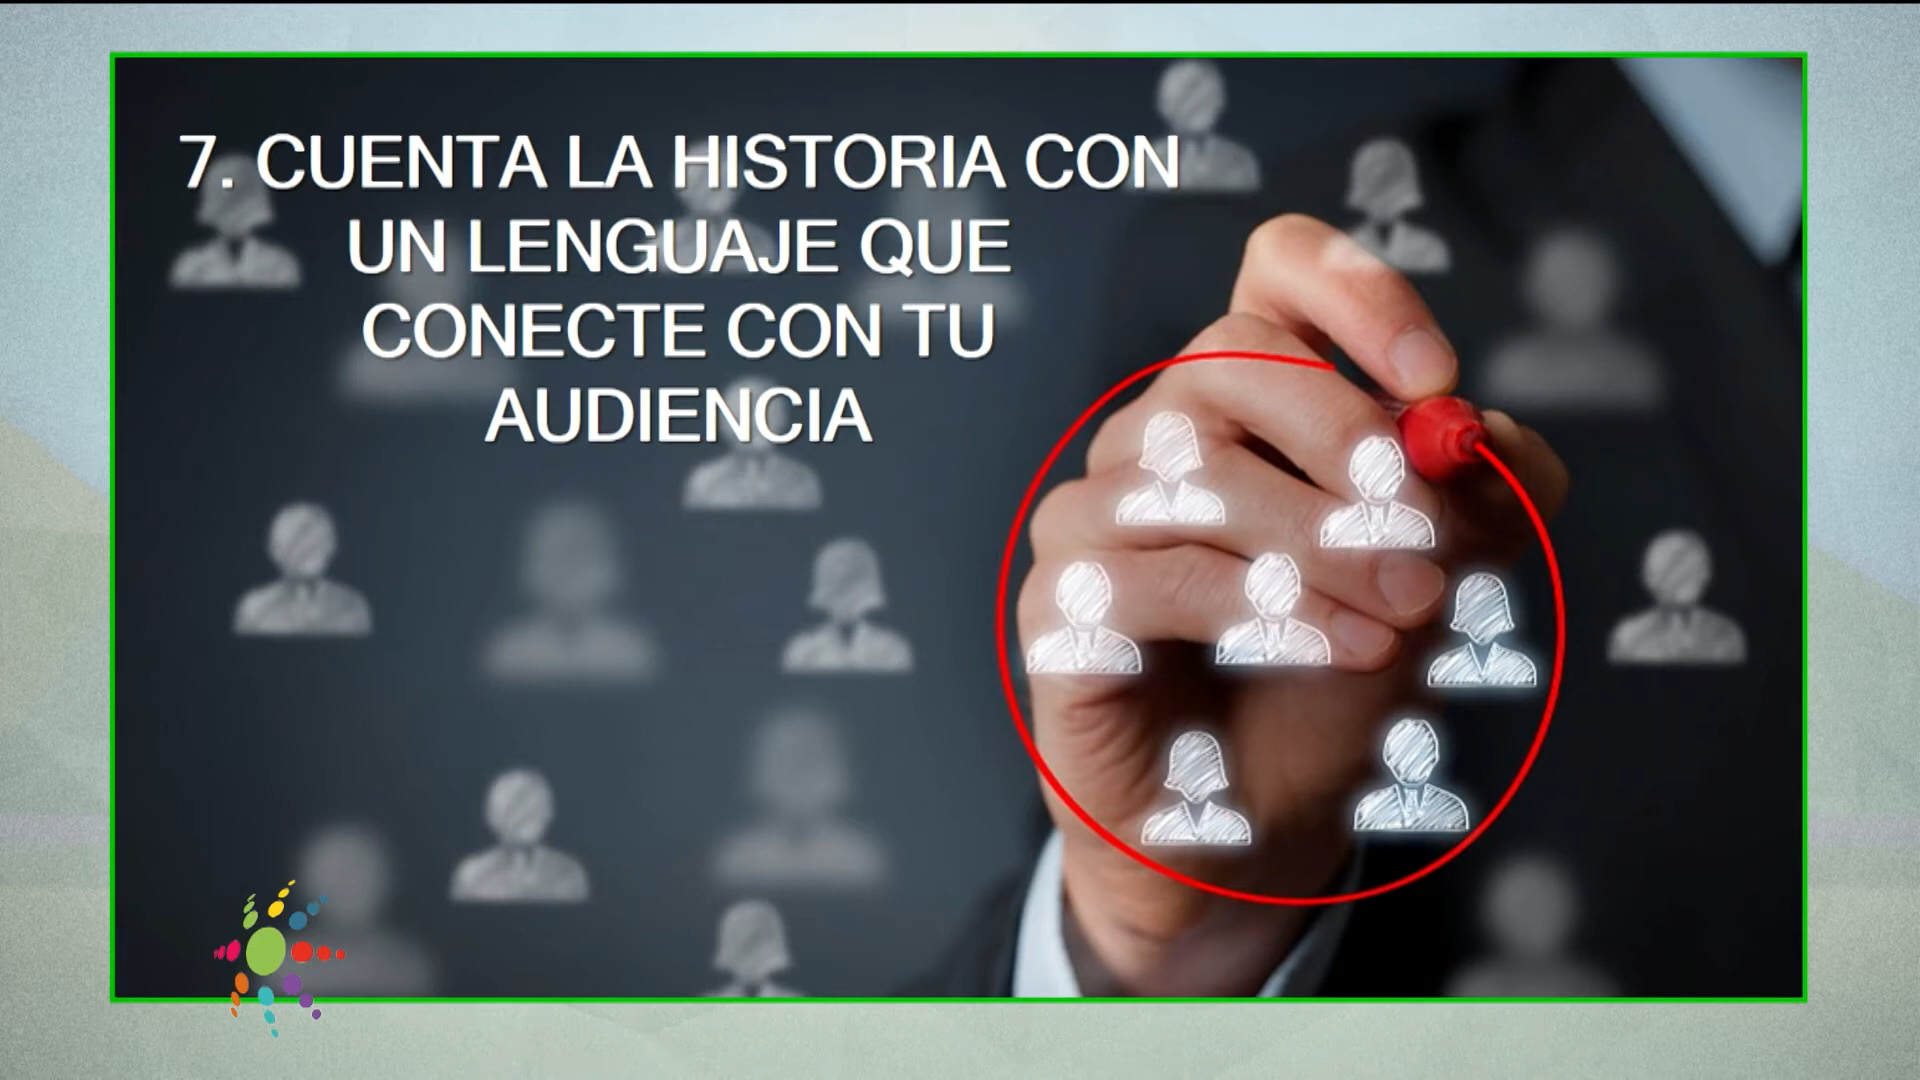 7. CUENTA LA HISTORIA CON
UN LENGUAJE QUE
CONECTE CON TU
AUDIENCIA